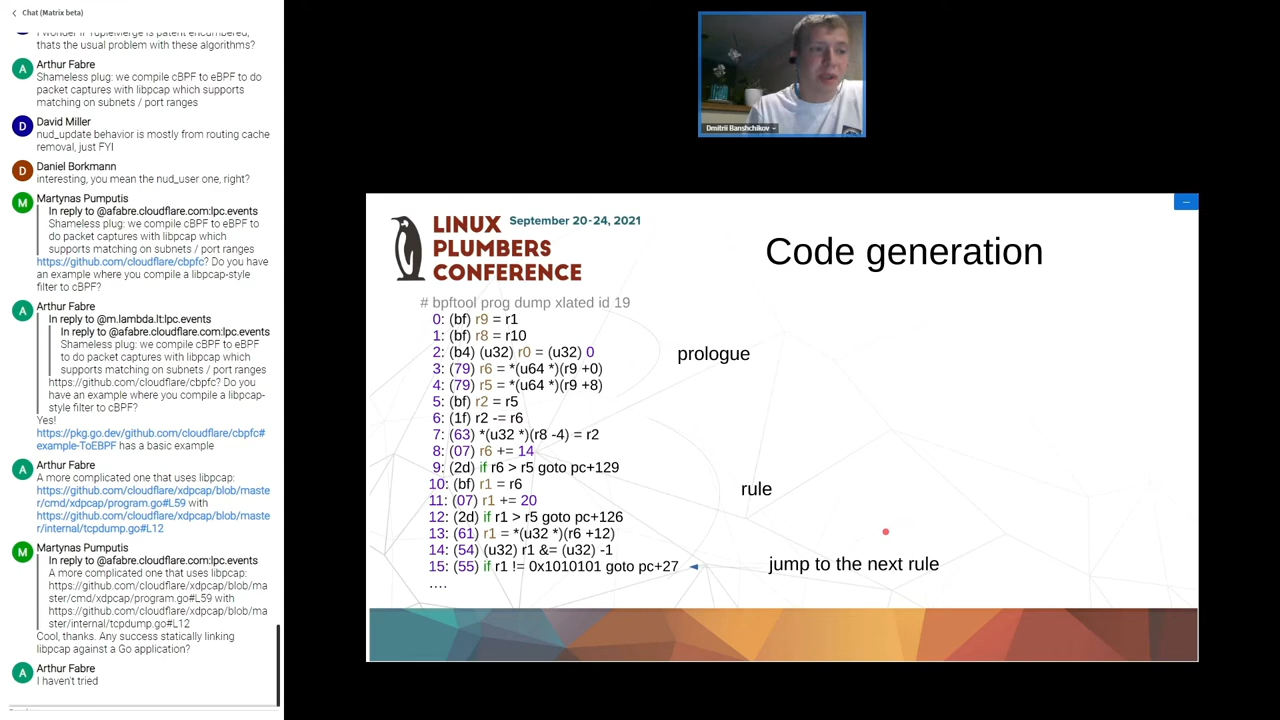 Chat (Matrix beta)
thats the usual problem with these algorithms?
Arthur Fabre
Shameless plug: we compile cBPF to eBPF to do
packet captures with libpcap which supports
matching on subnets / port ranges
David Miller
nud_update behavior is mostly from routing cache
removal, just FYI
Daniel Borkmann
interesting, you mean the nud_user one, right?
Martynas Pumputis
In reply to @afabre.cloudflare.com:lpc.events
Shameless plug: we compile cBPF to eBPF to
do packet captures with libpcap which
supports matching on subnets / port ranges
https://github.com/cloudflare/cbpfc? Do you have
an example where you compile a libpcap-style
filter to cBPF?
Arthur Fabre
In reply to @m.lambda.lt:lpc.events
In reply to @afabre.cloudflare.com:lpc.events
Shameless plug: we compile cBPF to eBPF
to do packet captures with libpcap which
supports matching on subnets / port ranges
https://github.com/cloudflare/cbpfc? Do you
have an example where you compile a libpcap-
style filter to cBPF?
Yes!
https://pkg.go.dev/github.com/cloudflare/cbpfc#
example-ToEBPF has a basic example
Arthur Fabre
A more complicated one that uses libpcap:
https://github.com/cloudflare/xdpcap/blob/maste
r/cmd/xdpcap/program.go#L59 with
https://github.com/cloudflare/xdpcap/blob/maste
r/internal/tcpdump.go#L12
Martynas Pumputis
In reply to @afabre.cloudflare.com:lpc.events
A more complicated one that uses libpcap:
https://github.com/cloudflare/xdpcap/blob/ma
ster/cmd/xdpcap/program.go#L59 with
https://github.com/cloudflare/xdpcap/blob/ma
ster/internal/tcpdump.go#L12
Cool, thanks. Any success statically linking
libpcap against a Go application?
Arthur Fabre
I haven't tried
Dmitrii Banshchikov
LINUX
PLUMBERS
CONFERENCE
September 20-24, 2021
Code generation
# bpftool prog dump xlated id 19
0: (bf) r9 = r1
1: (bf) r8 = r10
2: (b4) (u32) r0 = (u32) 0
3: (79) r6 = *(u64 *)(r9 +0)
4: (79) r5 = *(u64 *)(r9 +8)
5: (bf) r2 = r5
6: (1f) r2 -= r6
7: (63) *(u32 *)(r8 -4) = r2
8: (07) r6 += 14
9: (2d) if r6 > r5 goto pc+129
10: (bf) r1 = r6
11: (07) r1 += 20
12: (2d) if r1 > r5 goto pc+126
13: (61) r1 = *(u32 *)(r6 +12)
14: (54) (u32) r1 &= (u32) -1
15: (55) if r1 != 0x1010101 goto pc+27
....
prologue
rule
jump to the next rule